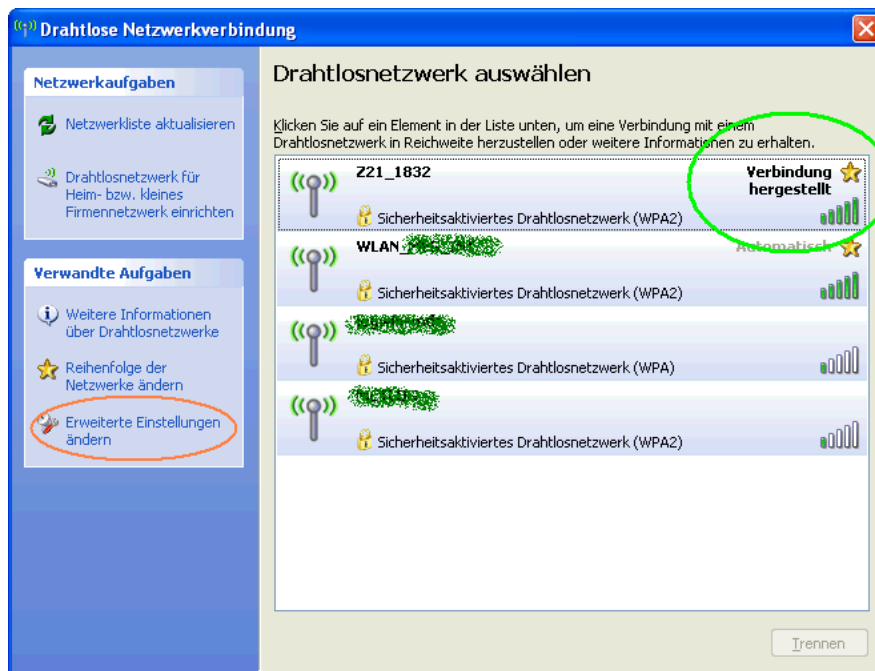 Drahtlose Netzwerkverbindung
Netzwerkaufgaben
Netzwerkliste aktualisieren
Drahtlosnetzwerk für
Heim- bzw. kleines
Firmennetzwerk einrichten
Verwandte Aufgaben
Weitere Informationen
über Drahtlosnetzwerke
Reihenfolge der
Netzwerke ändern
Erweiterte Einstellungen
ändern
Drahtlosnetzwerk auswählen
Klicken Sie auf ein Element in der Liste unten, um eine Verbindung mit einem
Drahtlosnetzwerk in Reichweite herzustellen oder weitere Informationen zu erhalten.
Z21_1832
Verbindung
hergestellt
Sicherheitsaktiviertes Drahtlosnetzwerk (WPA2)
WLAN_
Automatisch
Sicherheitsaktiviertes Drahtlosnetzwerk (WPA2)
Sicherheitsaktiviertes Drahtlosnetzwerk (WPA)
Sicherheitsaktiviertes Drahtlosnetzwerk (WPA2)
Trennen